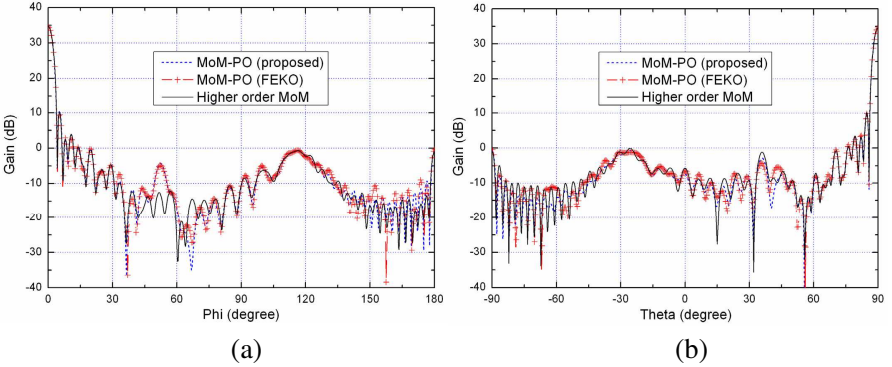 40
30
20
10
0
-10
-20
-30
-40
Gain (dB)
MoM-PO (proposed)
MoM-PO (FEKO)
Higher order MoM
0 30 60 90 120 150 180
Phi (degree)
(a)
40
30
20
10
0
-10
-20
-30
-40
Gain (dB)
MoM-PO (proposed)
MoM-PO (FEKO)
Higher order MoM
-90 -60 -30 0 30 60 90
Theta (degree)
(b)